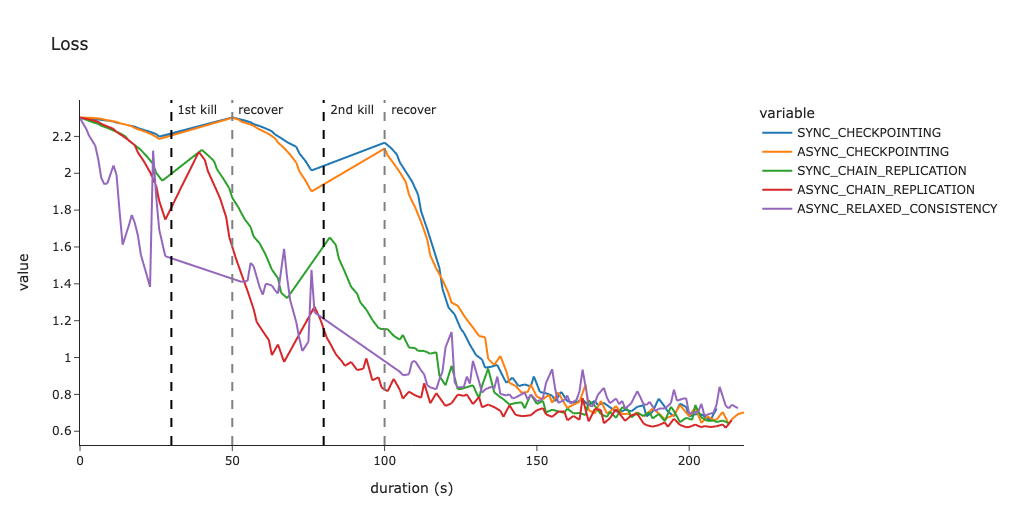 Loss
1st kill
recover
2nd kill
recover
variable
SYNC_CHECKPOINTING
ASYNC_CHECKPOINTING
SYNC_CHAIN_REPLICATION
ASYNC_CHAIN_REPLICATION
ASYNC_RELAXED_CONSISTENCY
value
2.2
2
1.8
1.6
1.4
1.2
1
0.8
0.6
0
50
100
150
200
duration (s)